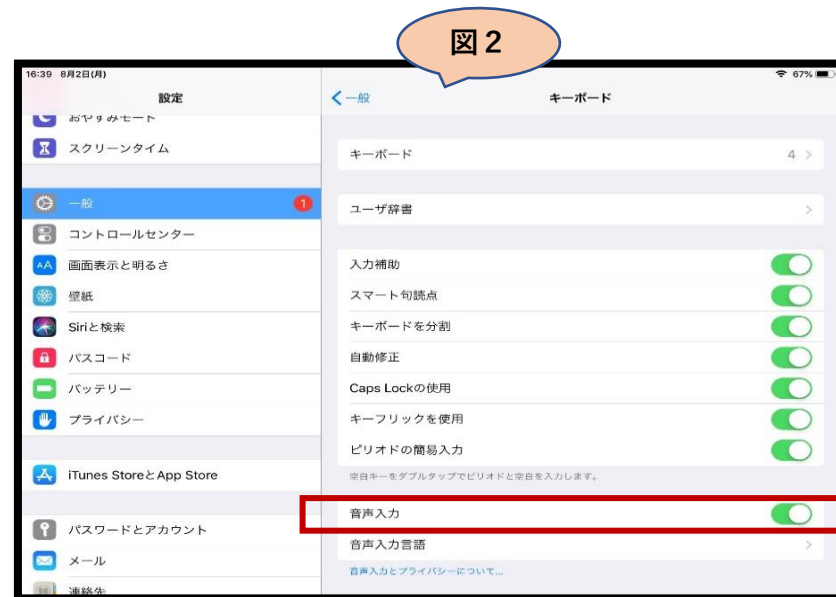 図2
16:39 8月2日(月)
67%
設定
おやすみモード
スクリーンタイム
一般
1
コントロールセンター
画面表示と明るさ
AA
壁紙
Siriと検索
パスコード
バッテリー
プライバシー
iTunes StoreとApp Store
パスワードとアカウント
メール
連絡先
一般
キーボード
キーボード
4
ユーザ辞書
入力補助
スマート句読点
キーボードを分割
自動修正
Caps Lockの使用
キーフリックを使用
ピリオドの簡易入力
空白キーをダブルタップでピリオドと空白を入力します。
音声入力
音声入力言語
音声入力とプライバシーについて...